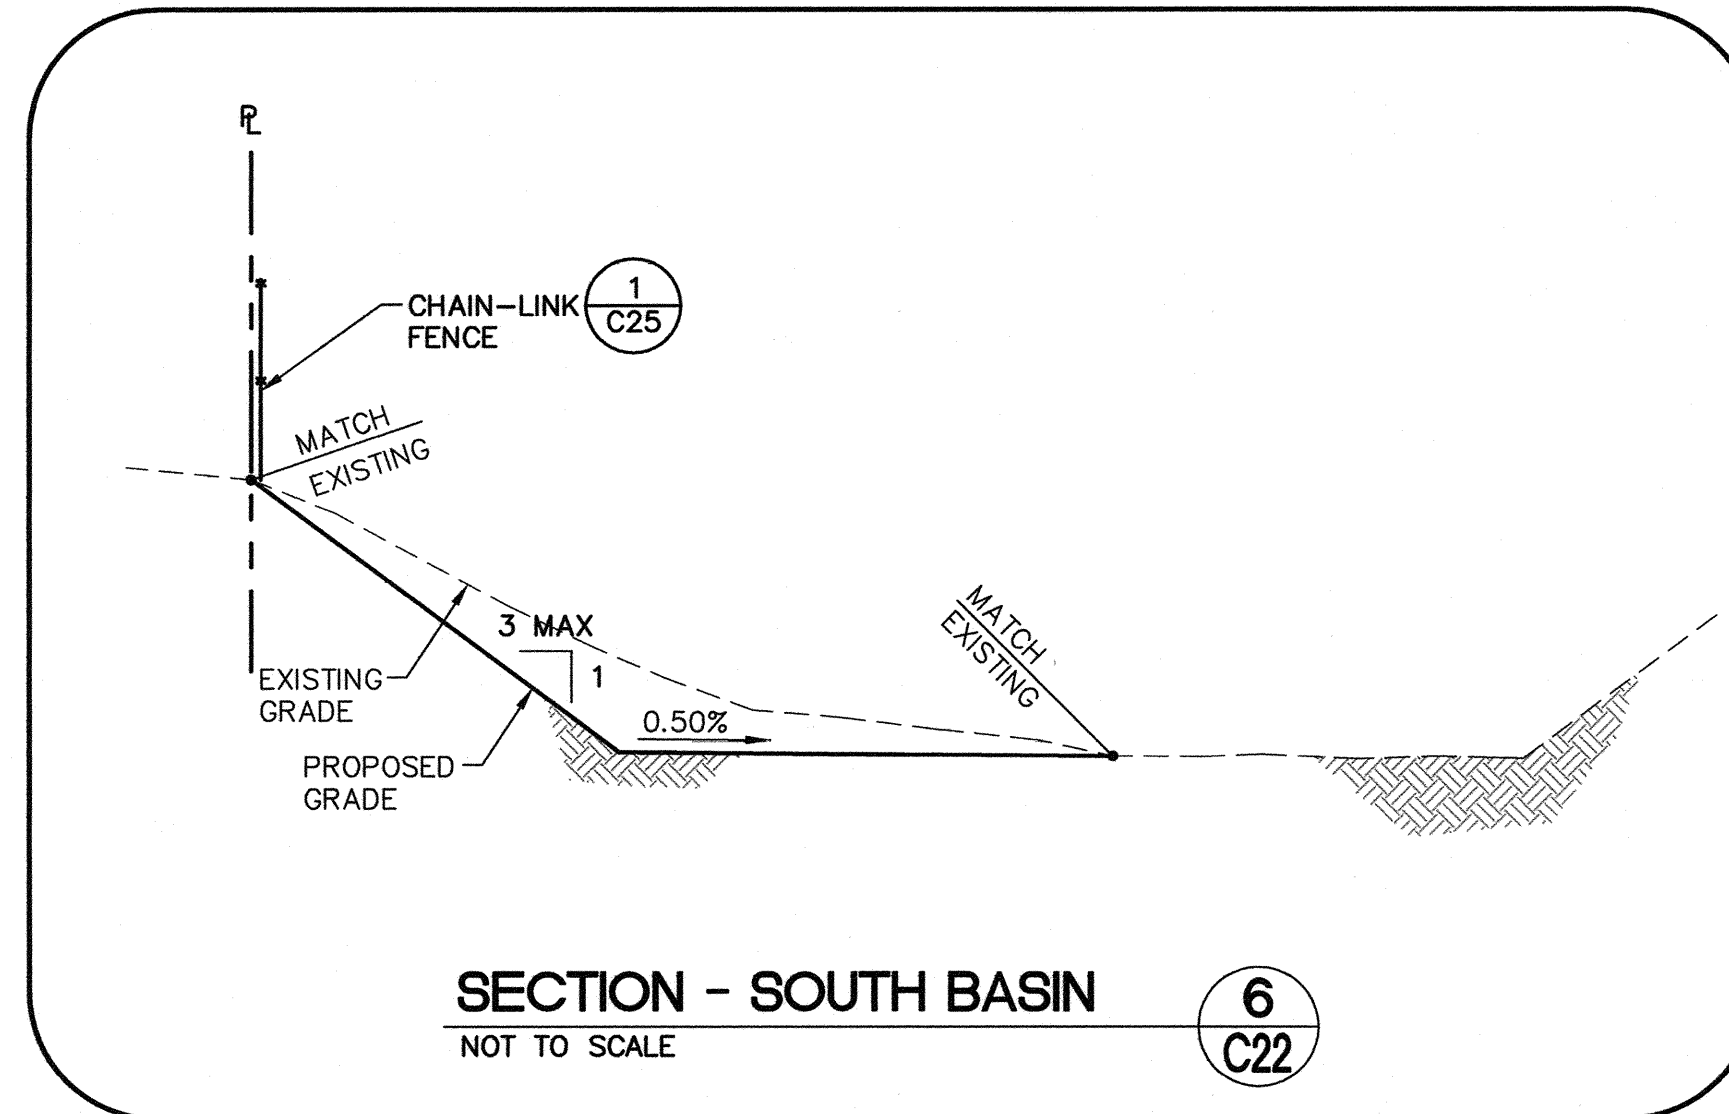 PL
CHAIN-LINK
FENCE
1
C25
MATCH
EXISTING
3 MAX
1
MATCH
EXISTING
EXISTING
GRADE
0.50%
PROPOSED
GRADE
SECTION - SOUTH BASIN
NOT TO SCALE
6
C22